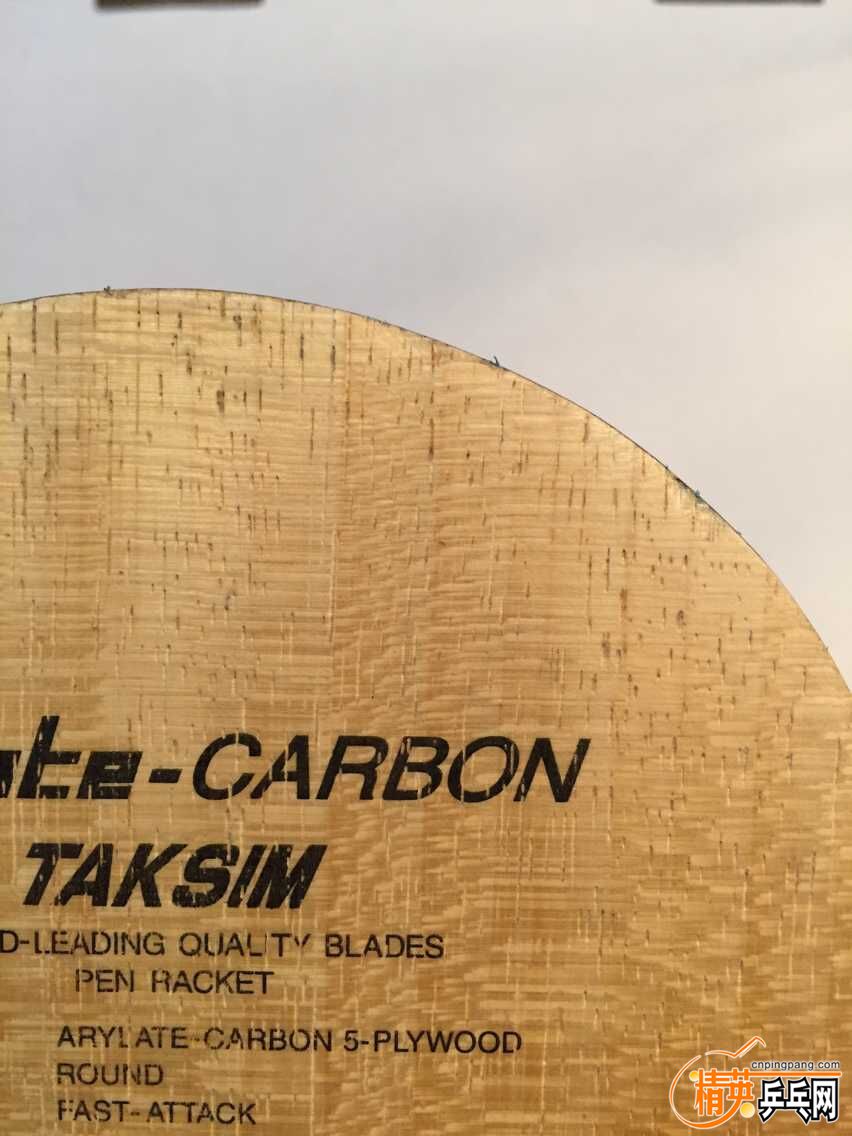 -CARBON
TAKSIM
D-LEADING QUALITY BLADES
PEN RACKET
ARYLATE-CARBON 5-PLYWOOD
ROUND
FAST-ATTACK
cnpingpang.com
精英乒乓网